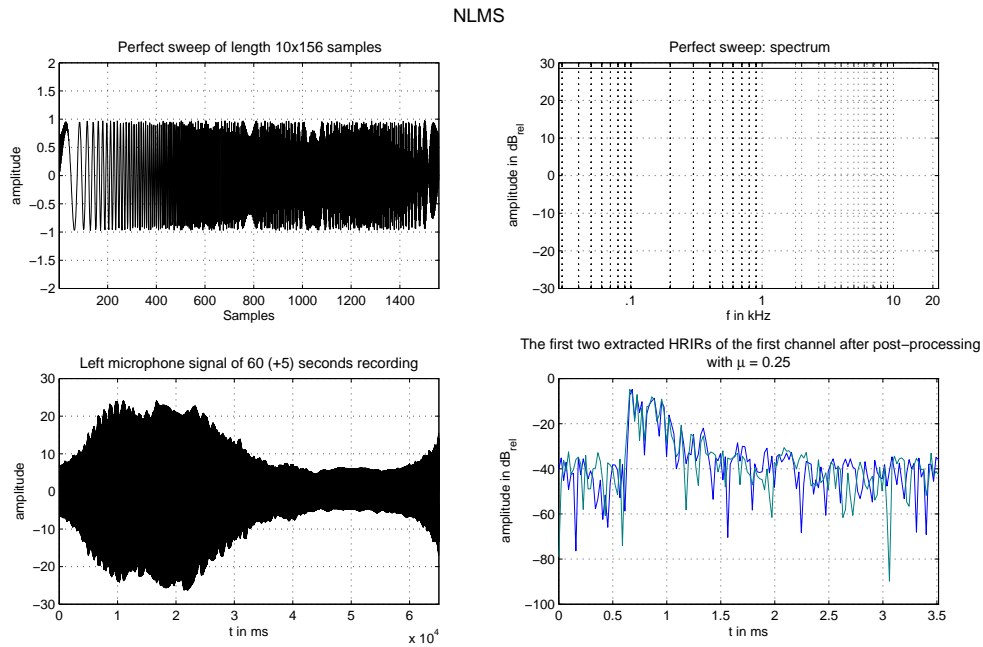 NLMS
Perfect sweep of length 10x156 samples
2
1.5
1
0.5
0
−0.5
−1
−1.5
−2
amplitude
200 400 600 800 1000 1200 1400
Samples
Perfect sweep: spectrum
30
20
10
0
−10
−20
−30
amplitude in dBrel
.1 1 10 20
f in kHz
Left microphone signal of 60 (+5) seconds recording
30
20
10
0
−10
−20
−30
amplitude
0 1 2 3 4 5 6
t in ms
x 10^4
The first two extracted HRIRs of the first channel after post−processing
with μ = 0.25
0
−20
−40
−60
−80
−100
amplitude in dBrel
0 0.5 1 1.5 2 2.5 3 3.5
t in ms